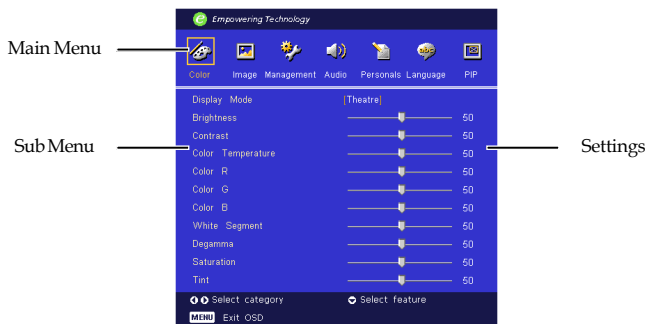 Empowering Technology
Main Menu
Color Image Management Audio Personals Language PIP
Display Mode [Theatre]
Brightness 50
Contrast 50
Sub Menu
Color Temperature 50
Settings
Color R 50
Color G 50
Color B 50
White Segment 50
Degamma 50
Saturation 50
Tint 50
Select category Select feature
MENU Exit OSD